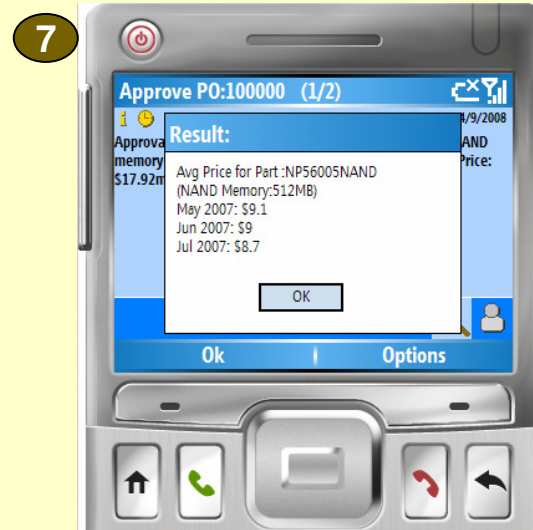 7
Approve PO:100000 (1/2)
4/9/2008
Approva
AND
memory
Price:
$17.92m
Result:
Avg Price for Part :NP56005NAND
(NAND Memory:512MB)
May 2007: $9.1
Jun 2007: $9
Jul 2007: $8.7
OK
Ok
Options